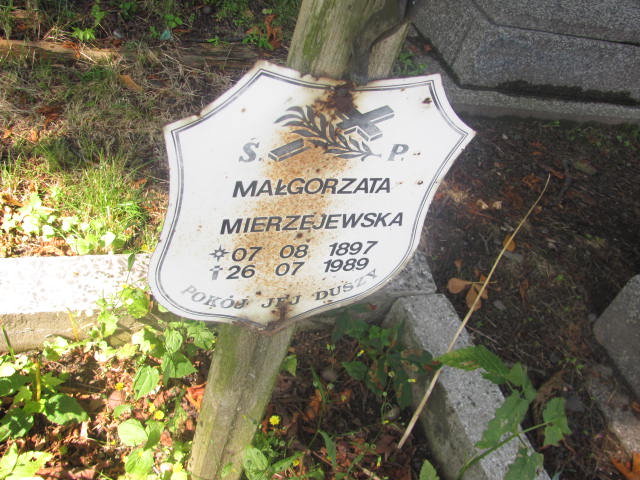 Ś. P.
MAŁGORZATA
MIERZEJEWSKA
☼ 07 08 1897
† 26 07 1989
POKÓJ JEJ DUSZY